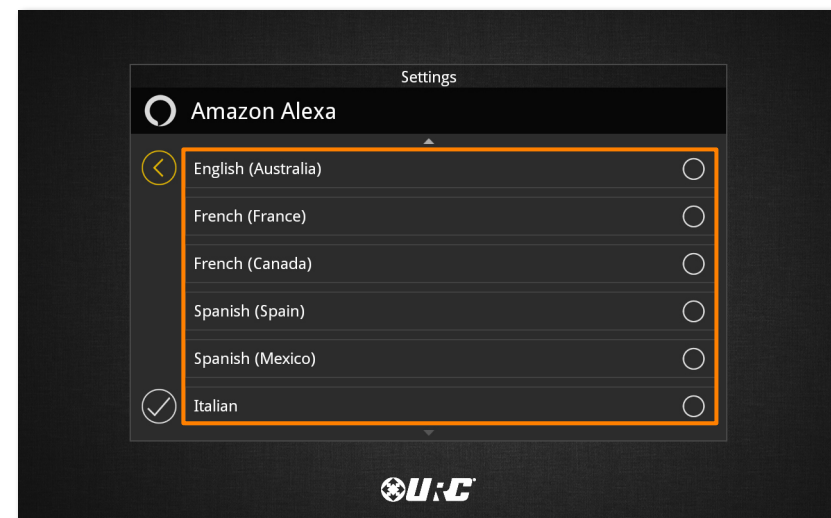 Settings
Amazon Alexa
English (Australia)
French (France)
French (Canada)
Spanish (Spain)
Spanish (Mexico)
Italian
URC